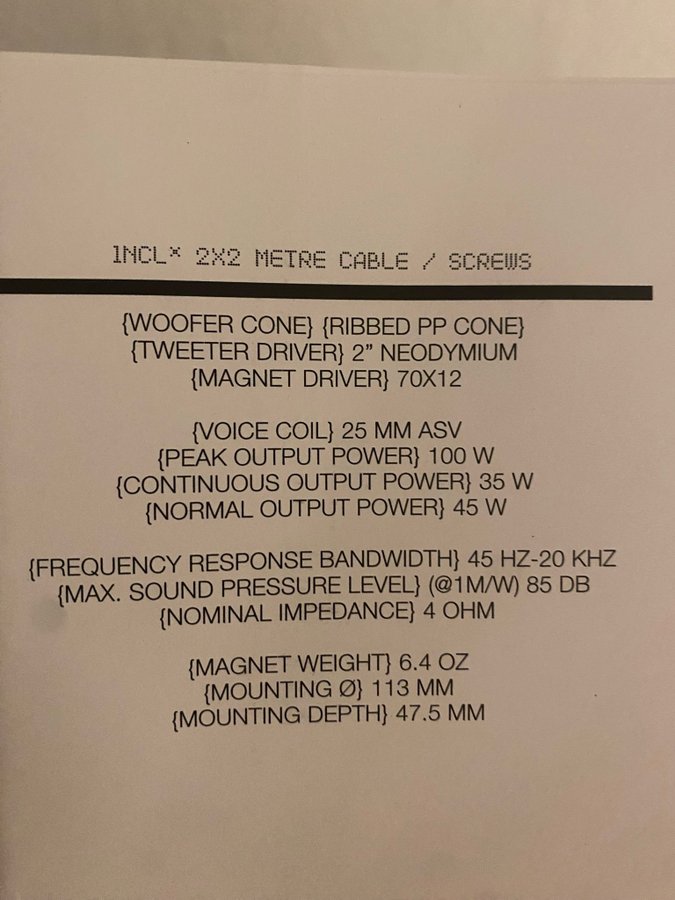 INCL* 2X2 METRE CABLE / SCREWS
{WOOFER CONE} {RIBBED PP CONE}
{TWEETER DRIVER} 2” NEODYMIUM
{MAGNET DRIVER} 70X12
{VOICE COIL} 25 MM ASV
{PEAK OUTPUT POWER} 100 W
{CONTINUOUS OUTPUT POWER} 35 W
{NORMAL OUTPUT POWER} 45 W
{FREQUENCY RESPONSE BANDWIDTH} 45 HZ-20 KHZ
{MAX. SOUND PRESSURE LEVEL} (@1M/W) 85 DB
{NOMINAL IMPEDANCE} 4 OHM
{MAGNET WEIGHT} 6.4 OZ
{MOUNTING Ø} 113 MM
{MOUNTING DEPTH} 47.5 MM